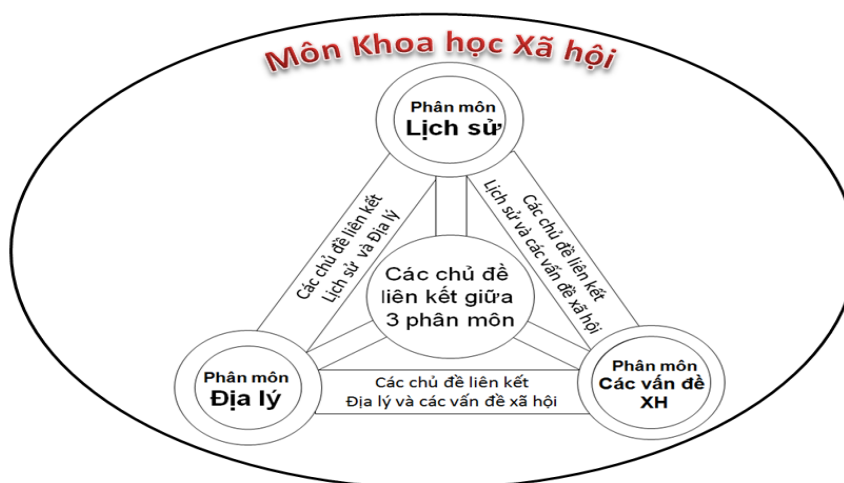 Môn Khoa học Xã hội
Phân môn
Lịch sử
Các chủ đề liên kết
Lịch sử và Địa lý
Các chủ đề liên kết
Lịch sử và các vấn đề xã hội
Các chủ đề
liên kết giữa
3 phân môn
Phân môn
Địa lý
Các chủ đề liên kết
Địa lý và các vấn đề xã hội
Phân môn
Các vấn đề
XH